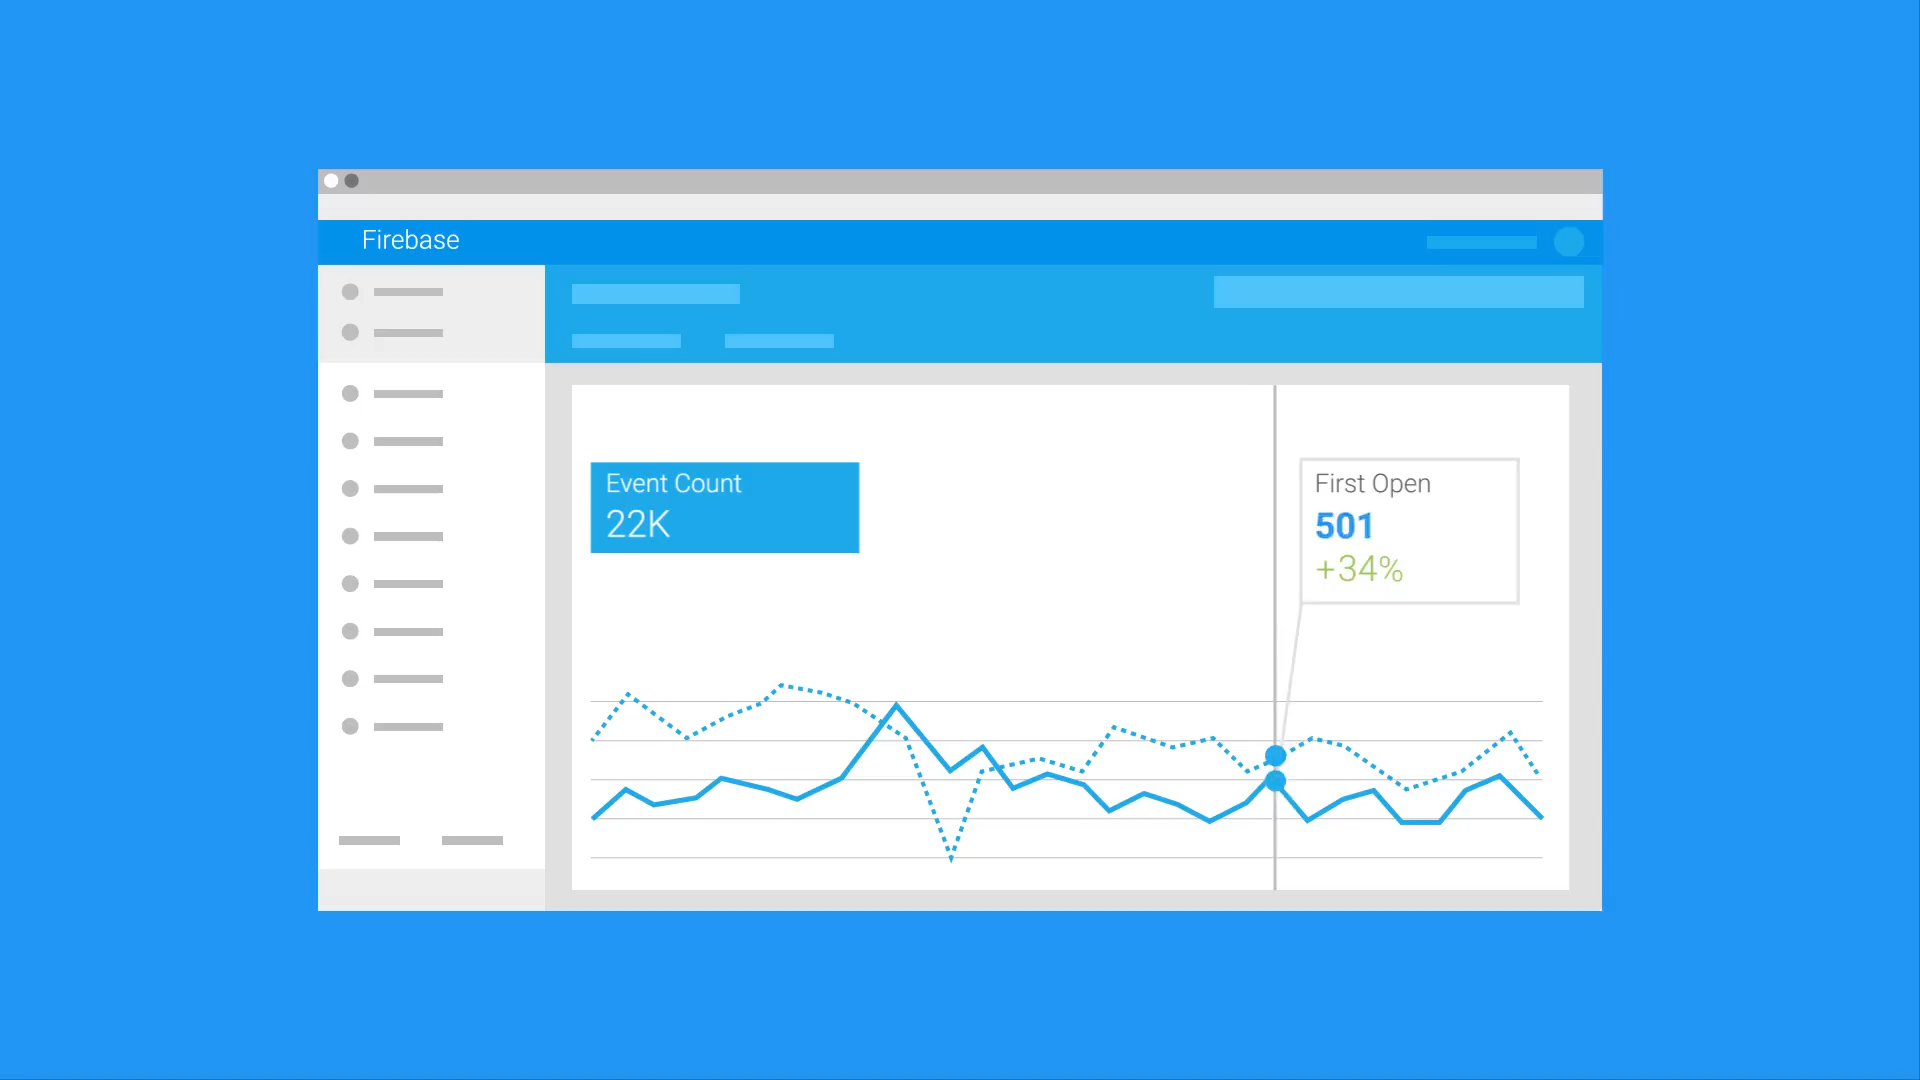 Firebase
Event Count
22K
First Open
501
+34%